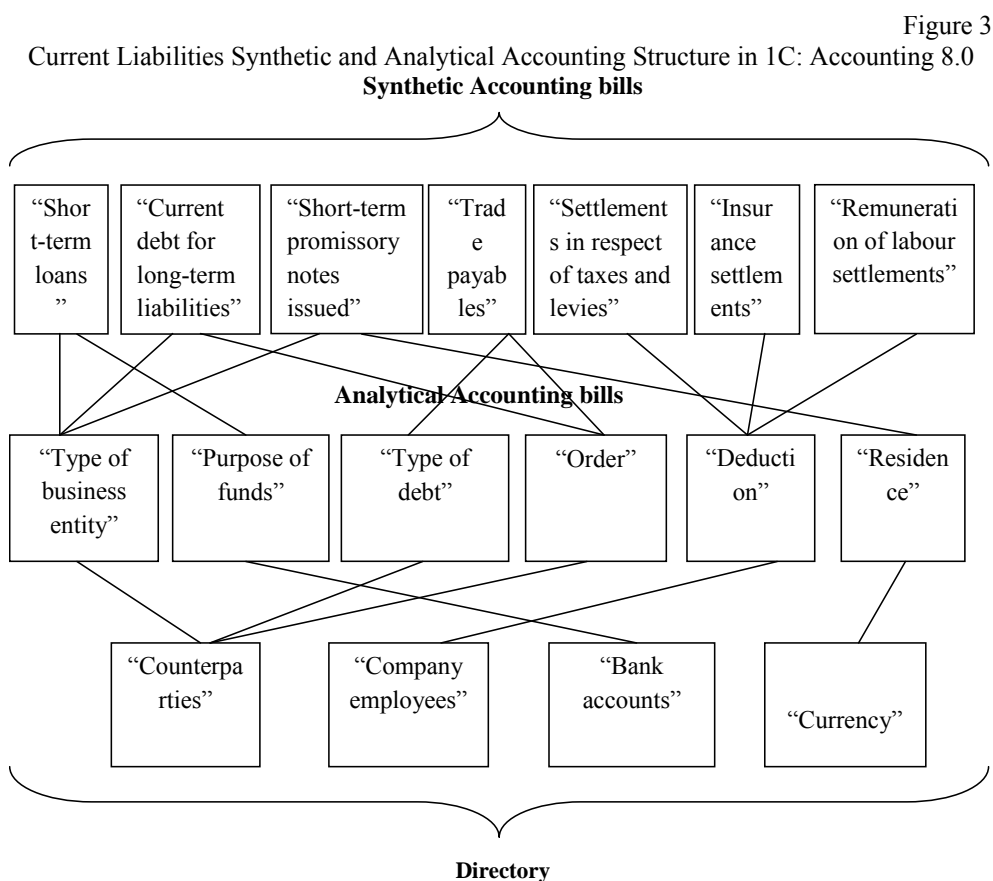 Figure 3
Current Liabilities Synthetic and Analytical Accounting Structure in 1C: Accounting 8.0
Synthetic Accounting bills
“Shor
t-term
loans
”
“Current
debt for
long-term
liabilities”
“Short-term
promissory
notes
issued”
“Trad
e
payab
les”
“Settlement
s in respect
of taxes and
levies”
“Insur
ance
settlem
ents”
“Remunerati
on of labour
settlements”
Analytical Accounting bills
“Type of
business
entity”
“Purpose of
funds”
“Type of
debt”
“Order”
“Deducti
on”
“Residen
ce”
“Counterpa
rties”
“Company
employees”
“Bank
accounts”
“Currency”
Directory